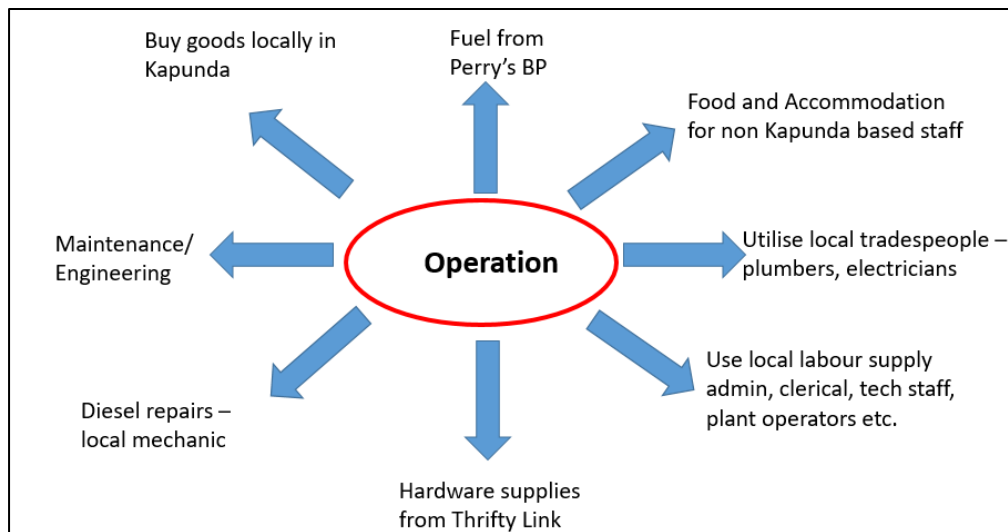 Buy goods locally in
Kapunda
Fuel from
Perry's BP
Food and Accommodation
for non Kapunda based staff
Maintenance/
Engineering
Operation
Utilise local tradespeople –
plumbers, electricians
Diesel repairs –
local mechanic
Use local labour supply
admin, clerical, tech staff,
plant operators etc.
Hardware supplies
from Thrifty Link